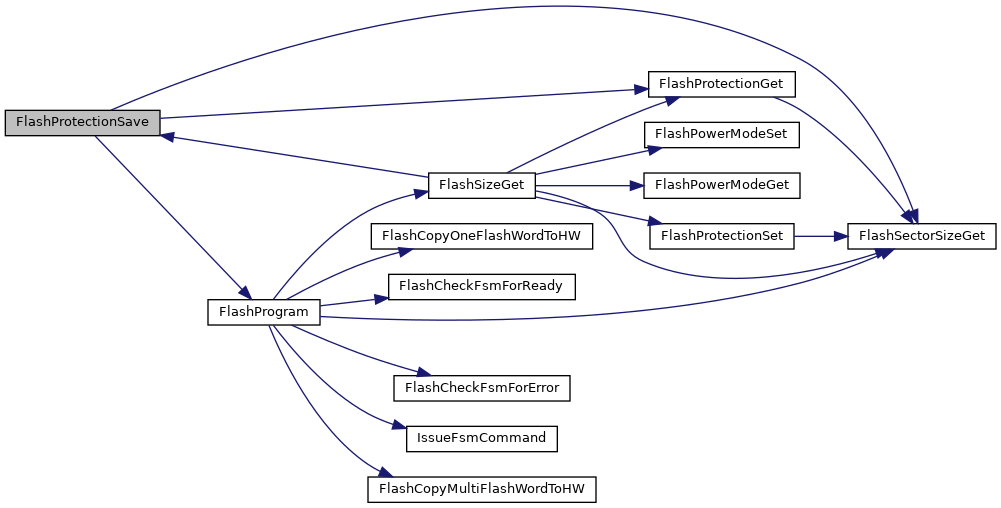 FlashProtectionSave
FlashProtectionGet
FlashPowerModeSet
FlashSizeGet
FlashPowerModeGet
FlashCopyOneFlashWordToHW
FlashProtectionSet
FlashSectorSizeGet
FlashCheckFsmForReady
FlashProgram
FlashCheckFsmForError
IssueFsmCommand
FlashCopyMultiFlashWordToHW